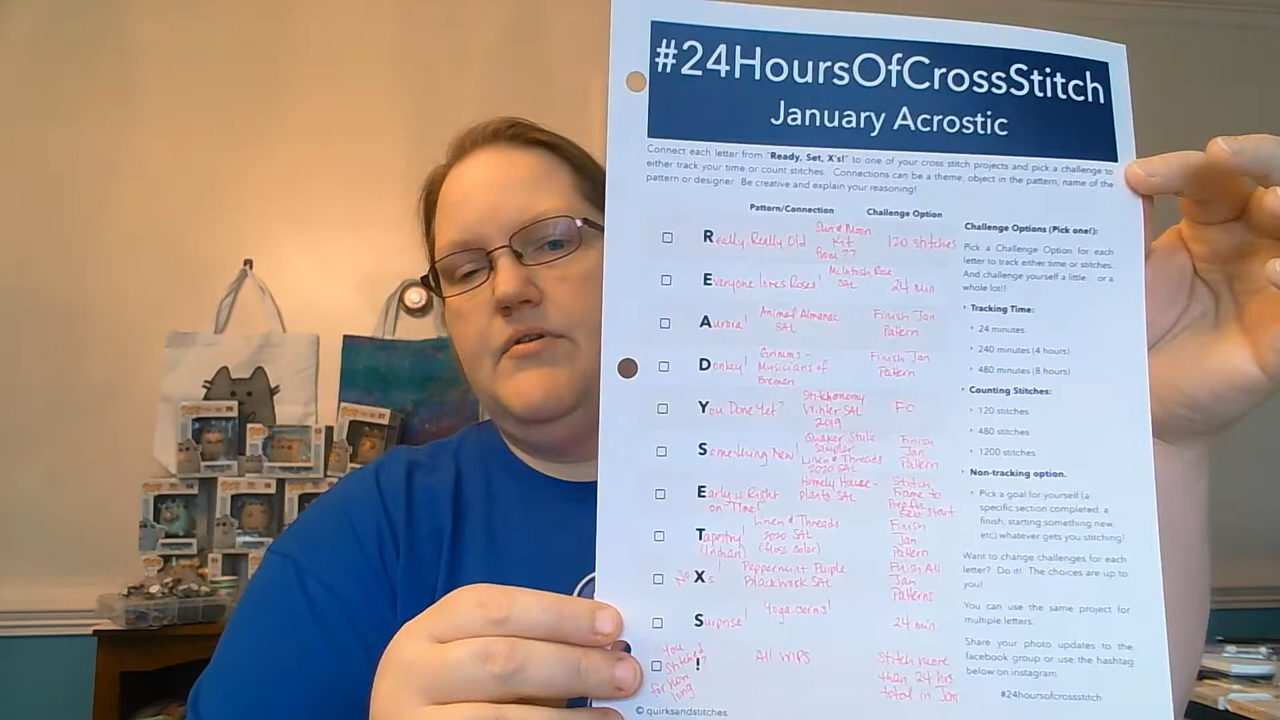 #24HoursOfCrossStitch
January Acrostic
Connect each letter from "Ready, Set, X's!" to one of your cross stitch projects and pick a challenge to
either track your time or count stitches. Connections can be a theme, object in the pattern, name of the
pattern or designer. Be creative and explain your reasoning!
Pattern/Connection Challenge Option
Really, Really Old Sun & Moon Kit from ?? 120 stitches
Everyone loves Roses! McIntosh Rose SAL 24 min
Aurora! Animal Almanac SAL Finish Jan Pattern
Donkey! Grimms - Musicians of Bremen Finish Jan Pattern
You Done Yet? Stitchonomy Winter SAL 2019 FO
Something New! Quaker Style Sampler Linen & Threads 2020 SAL Finish Jan Pattern
Early is Right on Time! Homely House - Plants SAL Stitch Frame to Prep for Feb Start
Tapestry! (Indian) Linen & Threads 2020 SAL (floss color) Finish Jan Pattern
No X's! Peppermint Purple Blackwork SAL Finish All Jan Patterns
Surprise! Yoga.corns! 24 min
You stitched for how long ?! All WIPS Stitch more than 24 hrs total in Jan
© quirksandstitches
Challenge Options (Pick one!):
Pick a Challenge Option for each
letter to track either time or stitches.
And challenge yourself a little... or a
whole lot!!
Tracking Time:
24 minutes
240 minutes (4 hours)
480 minutes (8 hours)
Counting Stitches:
120 stitches
480 stitches
1200 stitches
Non-tracking option.
Pick a goal for yourself (a
specific section completed, a
finish, starting something new,
etc) whatever gets you stitching!
Want to change challenges for each
letter? Do it! The choices are up to
you!
You can use the same project for
multiple letters.
Share your photo updates to the
facebook group or use the hashtag
below on instagram.
#24hoursofcrossstitch